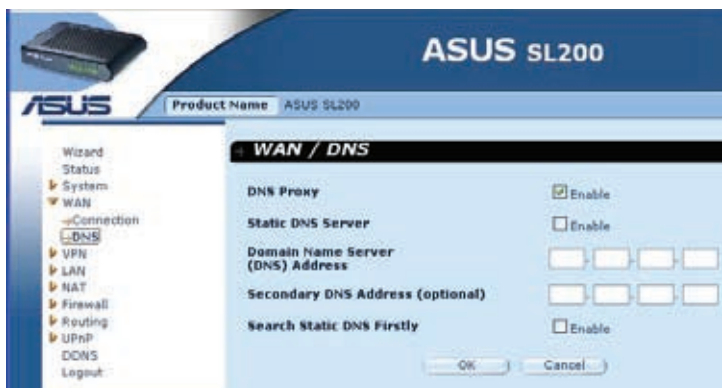 ASUS SL200
ASUS
Product Name ASUS SL200
Wizard
Status
System
WAN
Connection
DNS
VPN
LAN
NAT
Firewall
Routing
UPnP
DDNS
Logout
WAN / DNS
DNS Proxy Enable
Static DNS Server Enable
Domain Name Server
(DNS) Address
Secondary DNS Address (optional)
Search Static DNS Firstly Enable
OK Cancel